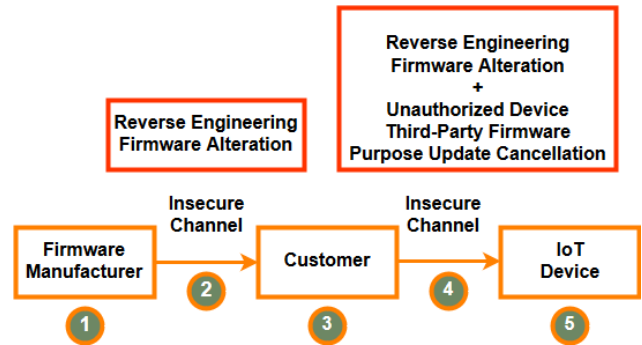 Reverse Engineering
Firmware Alteration
+
Unauthorized Device
Third-Party Firmware
Purpose Update Cancellation
Reverse Engineering
Firmware Alteration
Insecure
Channel
Insecure
Channel
Firmware
Manufacturer
Customer
IoT
Device
1
2
3
4
5